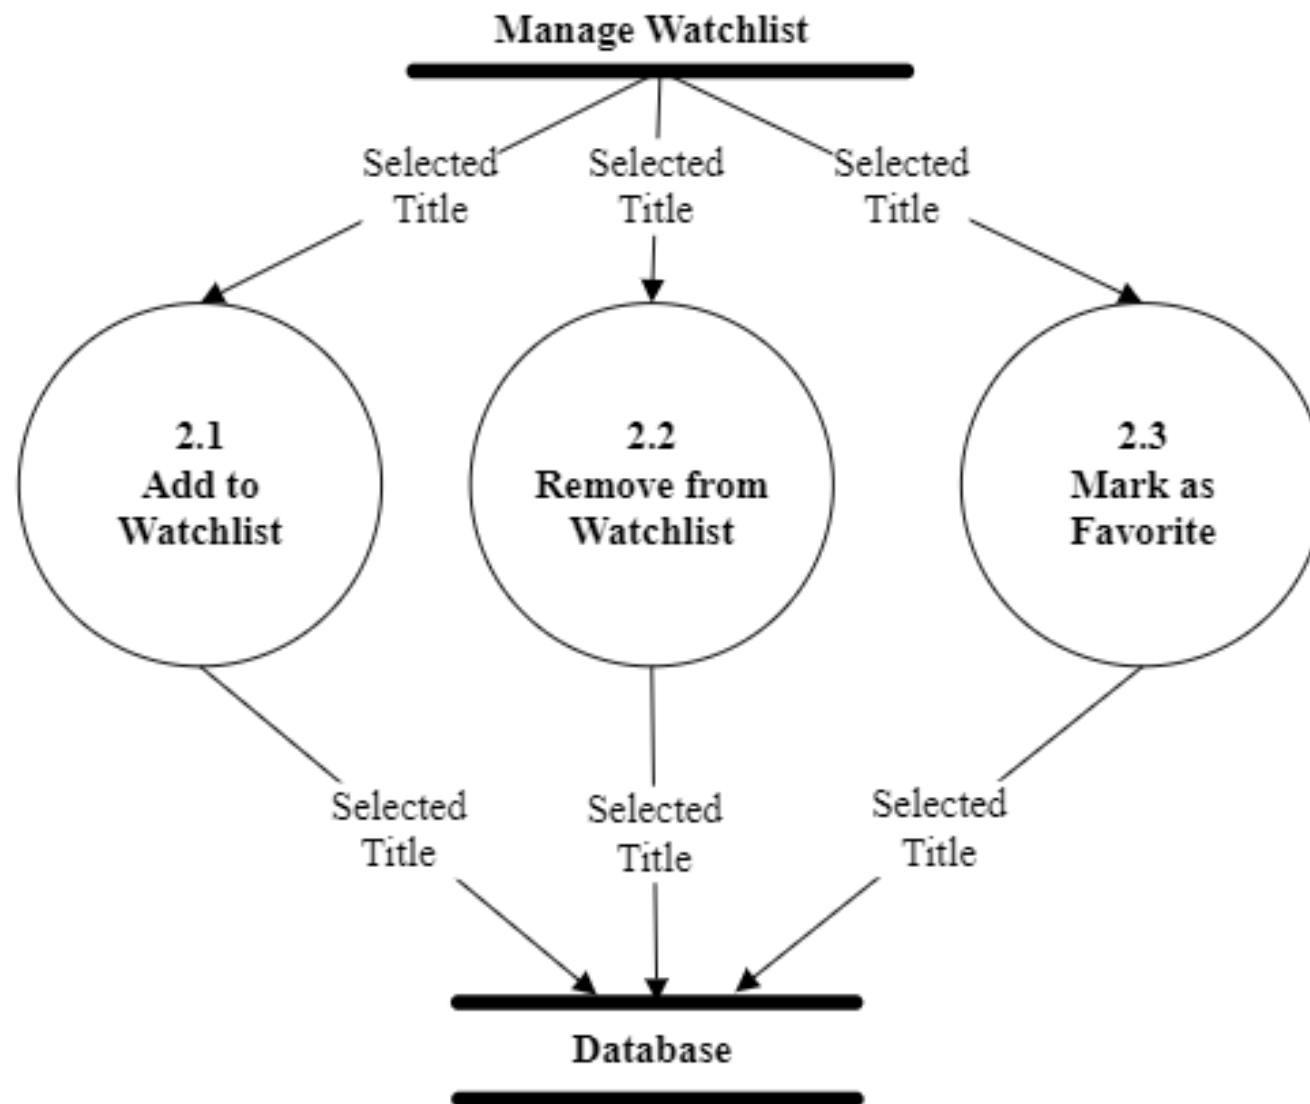 Manage Watchlist
Selected
Title
Selected
Title
Selected
Title
2.1
Add to
Watchlist
2.2
Remove from
Watchlist
2.3
Mark as
Favorite
Selected
Title
Selected
Title
Selected
Title
Database